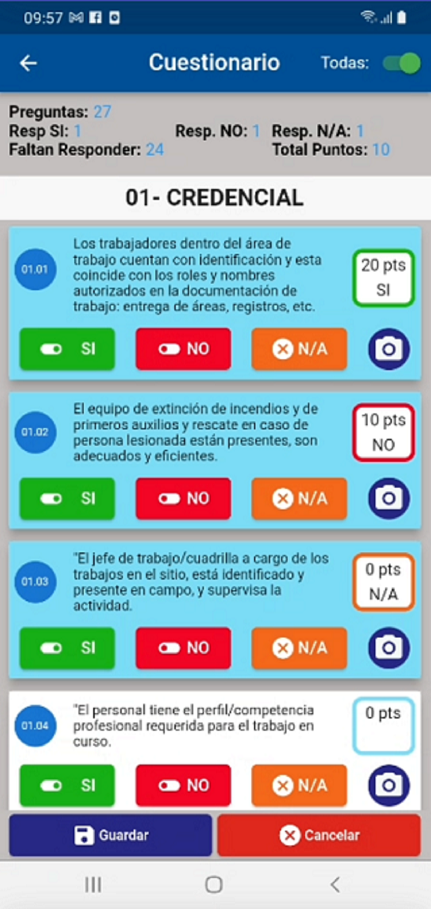 09:57
Cuestionario
Todas:
Preguntas: 27
Resp SI: 1 Resp. NO: 1 Resp. N/A: 1
Faltan Responder: 24 Total Puntos: 10
01- CREDENCIAL
01.01
Los trabajadores dentro del área de
trabajo cuentan con identificación y esta
coincide con los roles y nombres
autorizados en la documentación de
trabajo: entrega de áreas, registros, etc.
20 pts
SI
SI NO N/A
01.02
El equipo de extinción de incendios y de
primeros auxilios y rescate en caso de
persona lesionada están presentes, son
adecuados y eficientes.
10 pts
NO
SI NO N/A
01.03
"El jefe de trabajo/cuadrilla a cargo de los
trabajos en el sitio, está identificado y
presente en campo, y supervisa la
actividad.
0 pts
N/A
SI NO N/A
01.04
"El personal tiene el perfil/competencia
profesional requerida para el trabajo en
curso.
0 pts
SI NO N/A
Guardar Cancelar